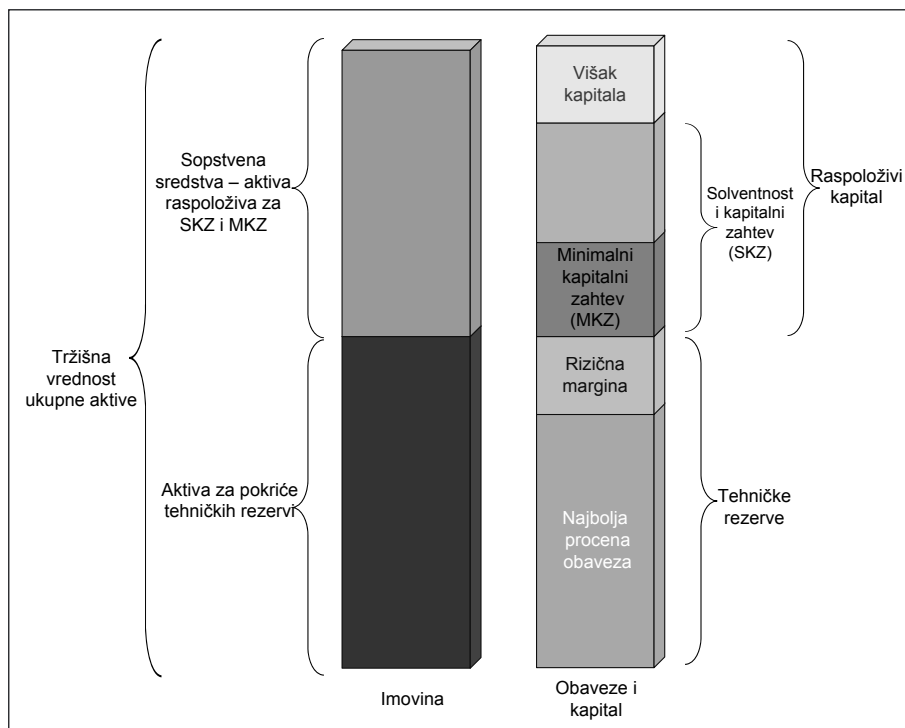 Tržišna
vrednost
ukupne aktive
Sopstvena
sredstva – aktiva
raspoloživa za
SKZ i MKZ
Aktiva za pokriće
tehničkih rezervi
Imovina
Višak
kapitala
Minimalni
kapitalni
zahtev
(MKZ)
Rizična
margina
Najbolja
procena
obaveza
Obaveze i
kapital
Solventnost
i kapitalni
zahtev
(SKZ)
Raspoloživi
kapital
Tehničke
rezerve